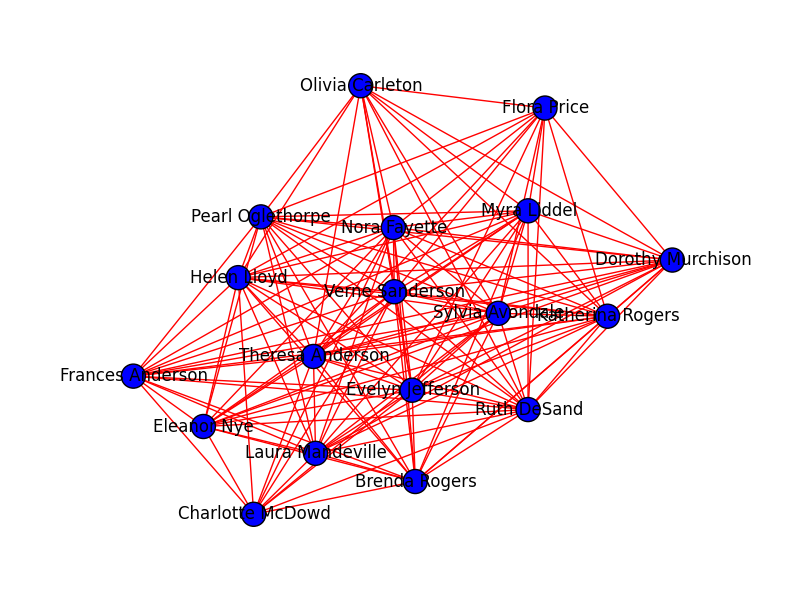 Olivia Carleton
Flora Price
Pearl Oglethorpe
Myra Liddel
Nora Fayette
Dorothy Murchison
Helen Lloyd
Verne Sanderson
Sylvia Avondale
Katherina Rogers
Theresa Anderson
Frances Anderson
Evelyn Jefferson
Ruth DeSand
Eleanor Nye
Laura Mandeville
Brenda Rogers
Charlotte McDowd